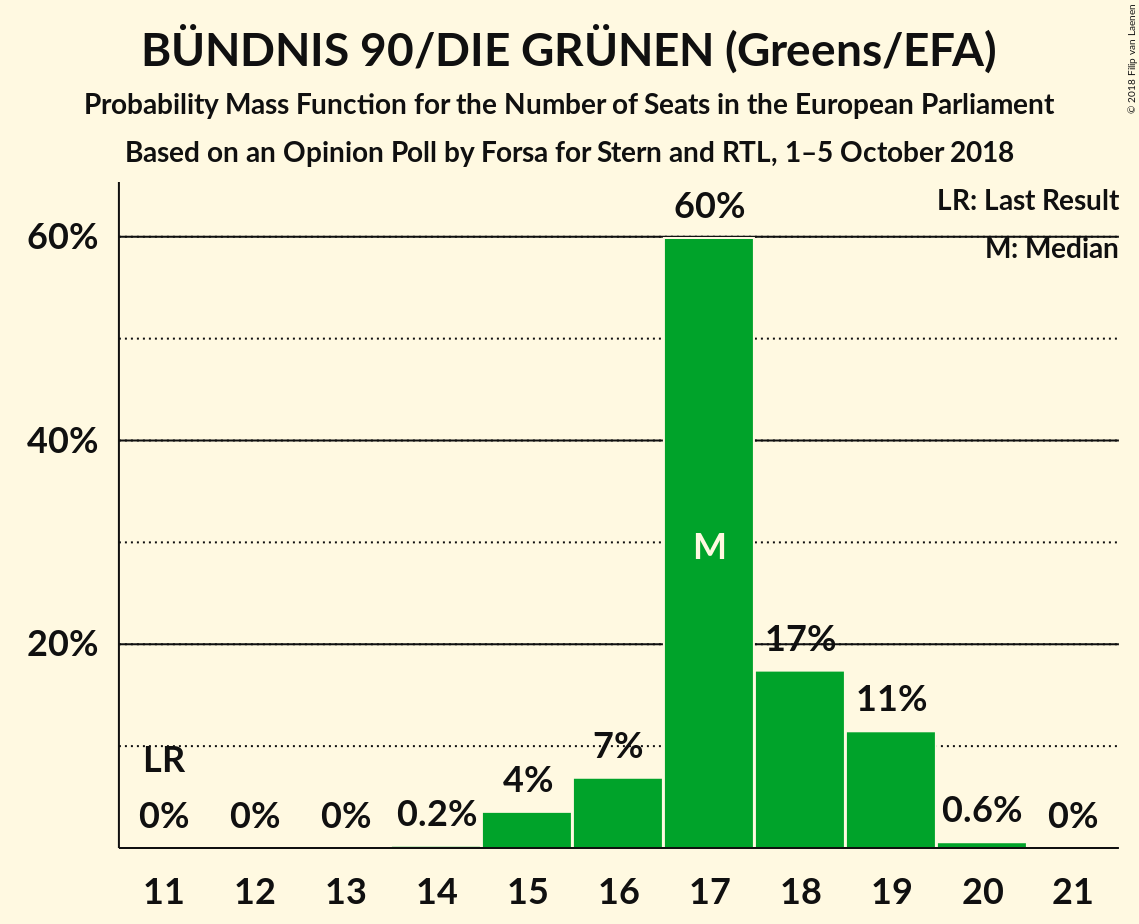 BÜNDNIS 90/DIE GRÜNEN (Greens/EFA)
Probability Mass Function for the Number of Seats in the European Parliament
Based on an Opinion Poll by Forsa for Stern and RTL, 1–5 October 2018
© 2018 Filip van Laenen
LR: Last Result
M: Median
60%
40%
20%
LR
0%
0%
0%
0.2%
4%
7%
60%
M
17%
11%
0.6%
0%
11 12 13 14 15 16 17 18 19 20 21